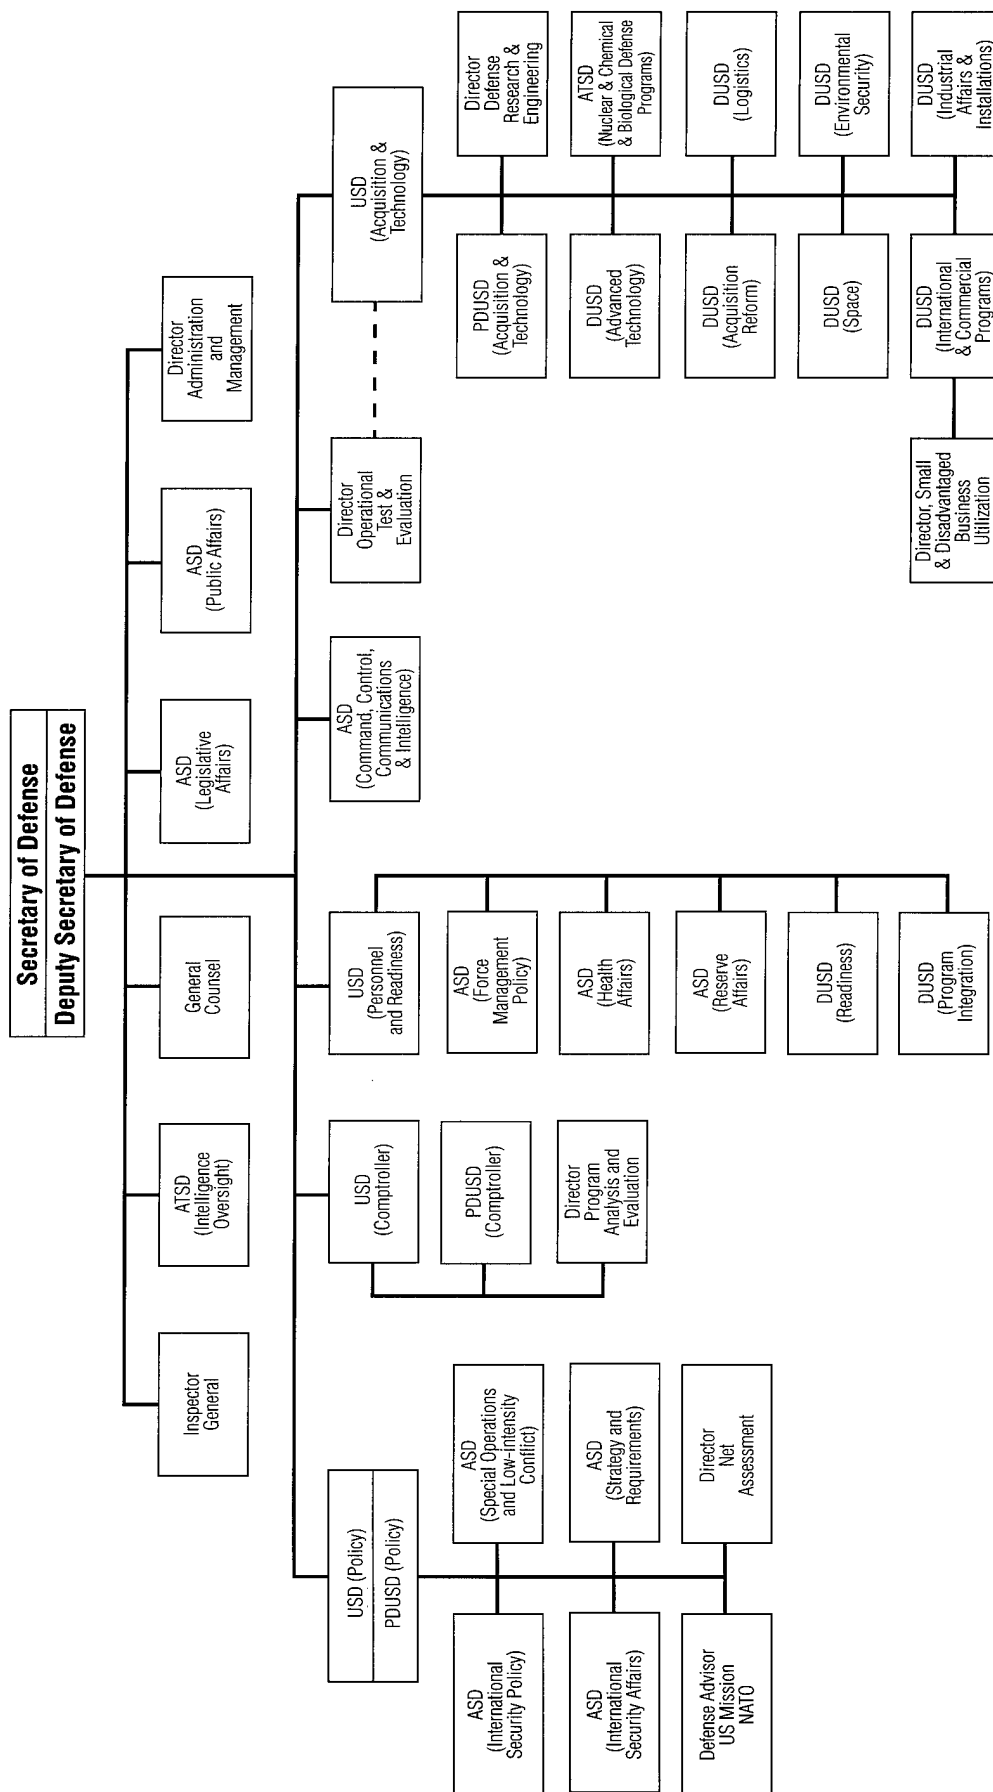 Secretary of Defense
Deputy Secretary of Defense
Inspector
General
ATSD
(Intelligence
Oversight)
General
Counsel
ASD
(Legislative
Affairs)
ASD
(Public Affairs)
Director
Administration
and
Management
USD (Policy)
PDUSD (Policy)
ASD
(International
Security Policy)
ASD
(Special Operations
and Low-intensity
Conflict)
ASD
(International
Security Affairs)
ASD
(Strategy and
Requirements)
Defense Advisor
US Mission
NATO
Director
Net
Assessment
USD
(Comptroller)
PDUSD
(Comptroller)
Director
Program
Analysis and
Evaluation
USD
(Personnel
and Readiness)
ASD
(Force
Management
Policy)
ASD
(Health
Affairs)
ASD
(Reserve
Affairs)
DUSD
(Readiness)
DUSD
(Program
Integration)
ASD
(Command, Control,
Communications
& Intelligence)
Director
Operational
Test &
Evaluation
USD
(Acquisition &
Technology)
PDUSD
(Acquisition &
Technology)
Director
Defense
Research &
Engineering
DUSD
(Advanced
Technology)
ATSD
(Nuclear & Chemical
& Biological Defense
Programs)
DUSD
(Acquisition
Reform)
DUSD
(Logistics)
DUSD
(Space)
DUSD
(Environmental
Security)
Director, Small
& Disadvantaged
Business
Utilization
DUSD
(International
& Commercial
Programs)
DUSD
(Industrial
Affairs &
Installations)